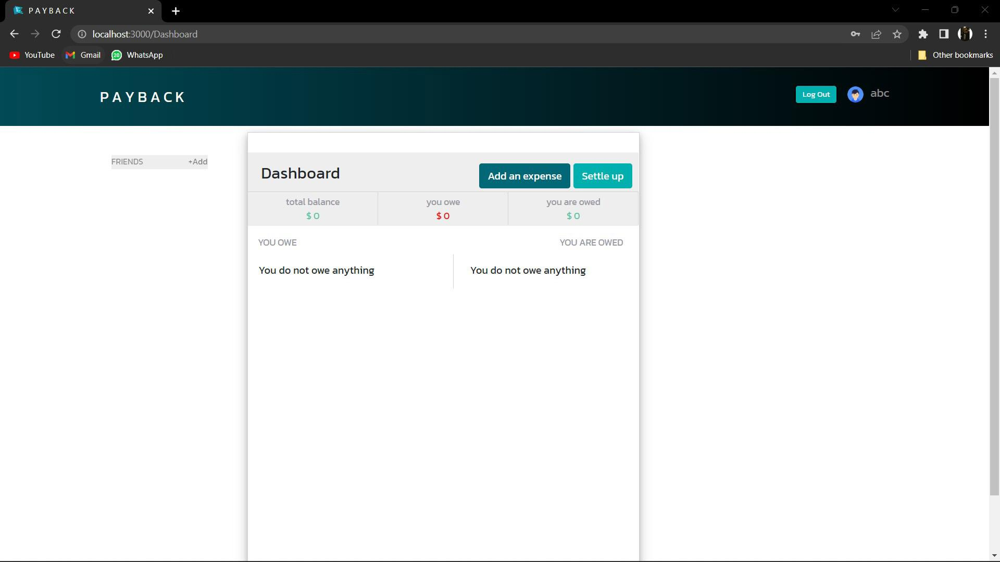 PAYBACK
localhost:3000/Dashboard
YouTube Gmail 20 WhatsApp Other bookmarks
PAYBACK Log Out abc
FRIENDS +Add
Dashboard Add an expense Settle up
total balance you owe you are owed
$ 0 $ 0 $ 0
YOU OWE YOU ARE OWED
You do not owe anything You do not owe anything